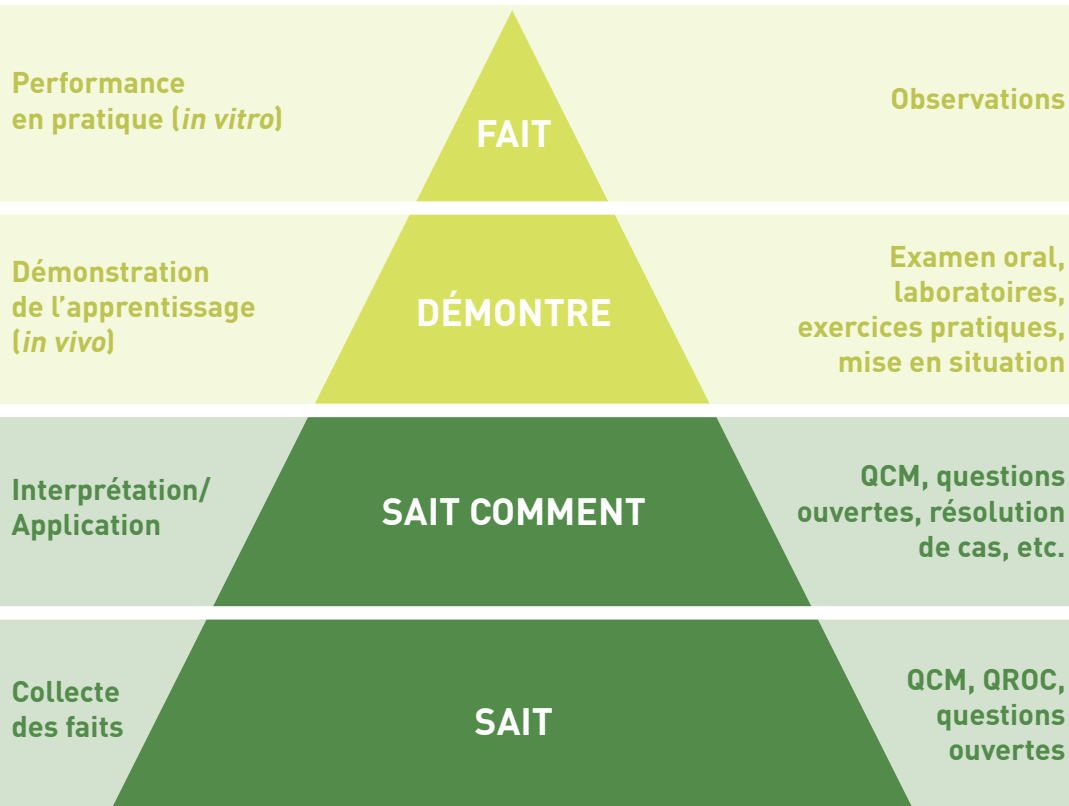 Performance
en pratique (in vitro)
FAIT
Observations
Démonstration
de l’apprentissage
(in vivo)
DÉMONTRE
Examen oral,
laboratoires,
exercices pratiques,
mise en situation
Interprétation/
Application
SAIT COMMENT
QCM, questions
ouvertes, résolution
de cas, etc.
Collecte
des faits
SAIT
QCM, QROC,
questions
ouvertes